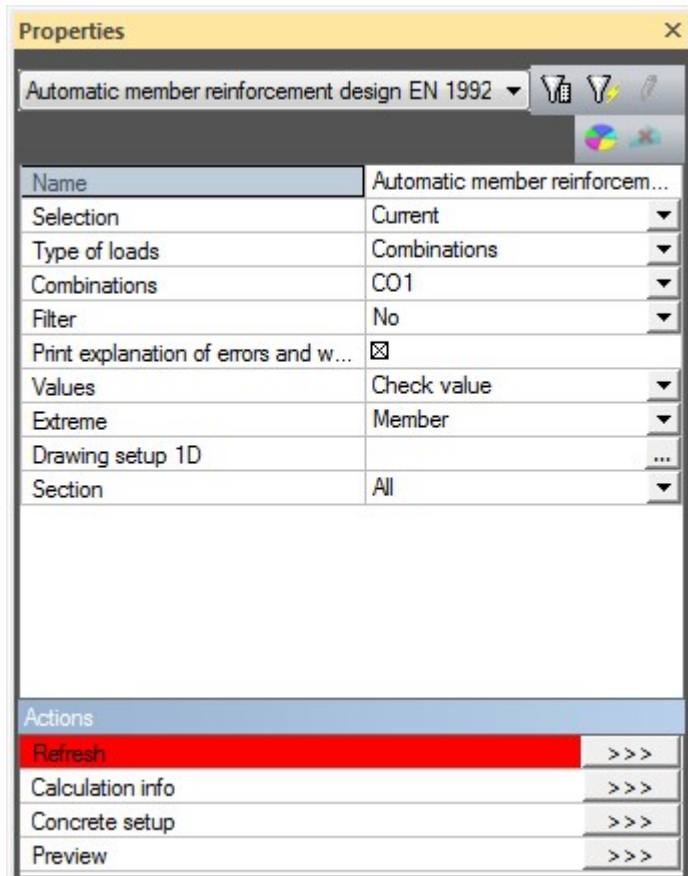 Properties
Automatic member reinforcement design EN 1992
Name Automatic member reinforcem...
Selection Current
Type of loads Combinations
Combinations CO1
Filter No
Print explanation of errors and w...
Values Check value
Extreme Member
Drawing setup 1D ...
Section All
Actions
Refresh >>>
Calculation info >>>
Concrete setup >>>
Preview >>>